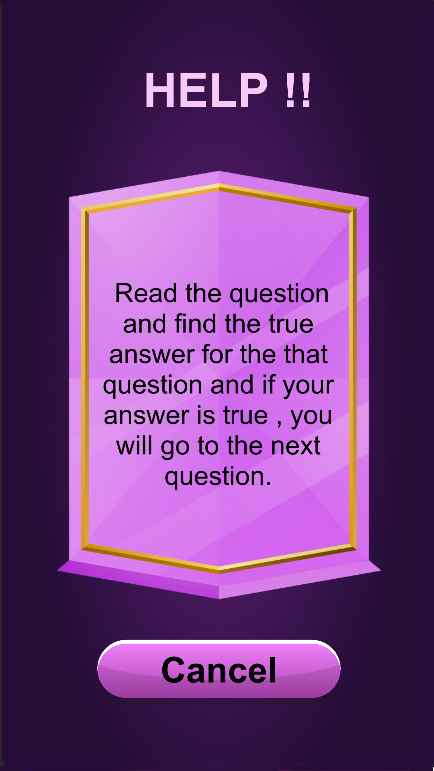 HELP !!
Read the question
and find the true
answer for the that
question and if your
answer is true , you
will go to the next
question.
Cancel